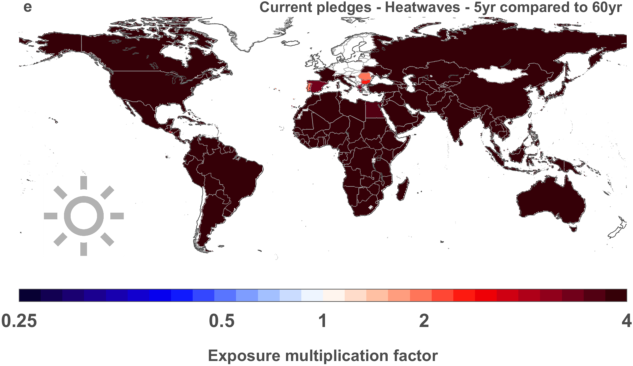 e
Current pledges - Heatwaves - 5yr compared to 60yr
0.25 0.5 1 2 4
Exposure multiplication factor